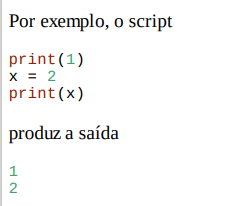 Por exemplo, o script
print(1)
x = 2
print(x)
produz a saída
1
2